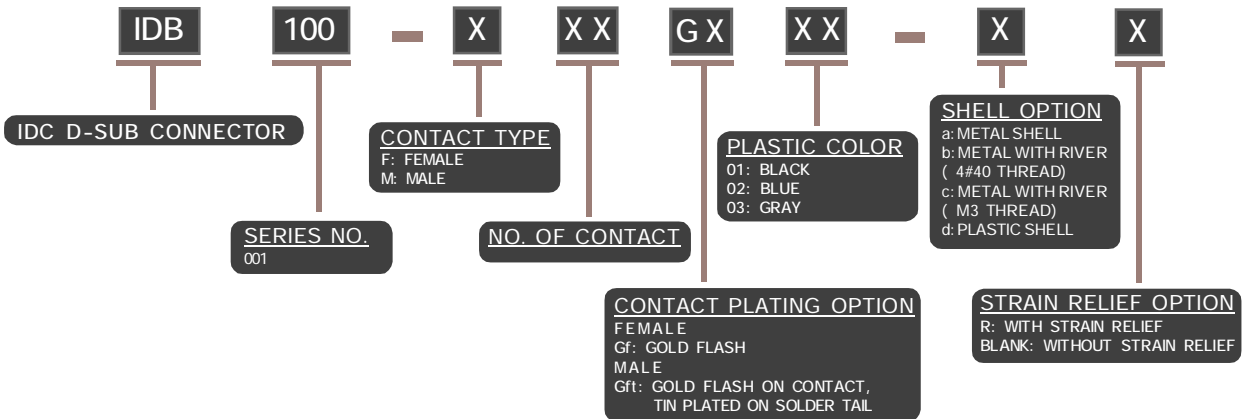 IDB 100 - X XX GX XX - X X
IDC D-SUB CONNECTOR
SERIES NO.
001
CONTACT TYPE
F: FEMALE
M: MALE
NO. OF CONTACT
CONTACT PLATING OPTION
FEMALE
Gf: GOLD FLASH
MALE
Gft: GOLD FLASH ON CONTACT,
TIN PLATED ON SOLDER TAIL
PLASTIC COLOR
01: BLACK
02: BLUE
03: GRAY
SHELL OPTION
a: METAL SHELL
b: METAL WITH RIVER
( 4#40 THREAD)
c: METAL WITH RIVER
( M3 THREAD)
d: PLASTIC SHELL
STRAIN RELIEF OPTION
R: WITH STRAIN RELIEF
BLANK: WITHOUT STRAIN RELIEF